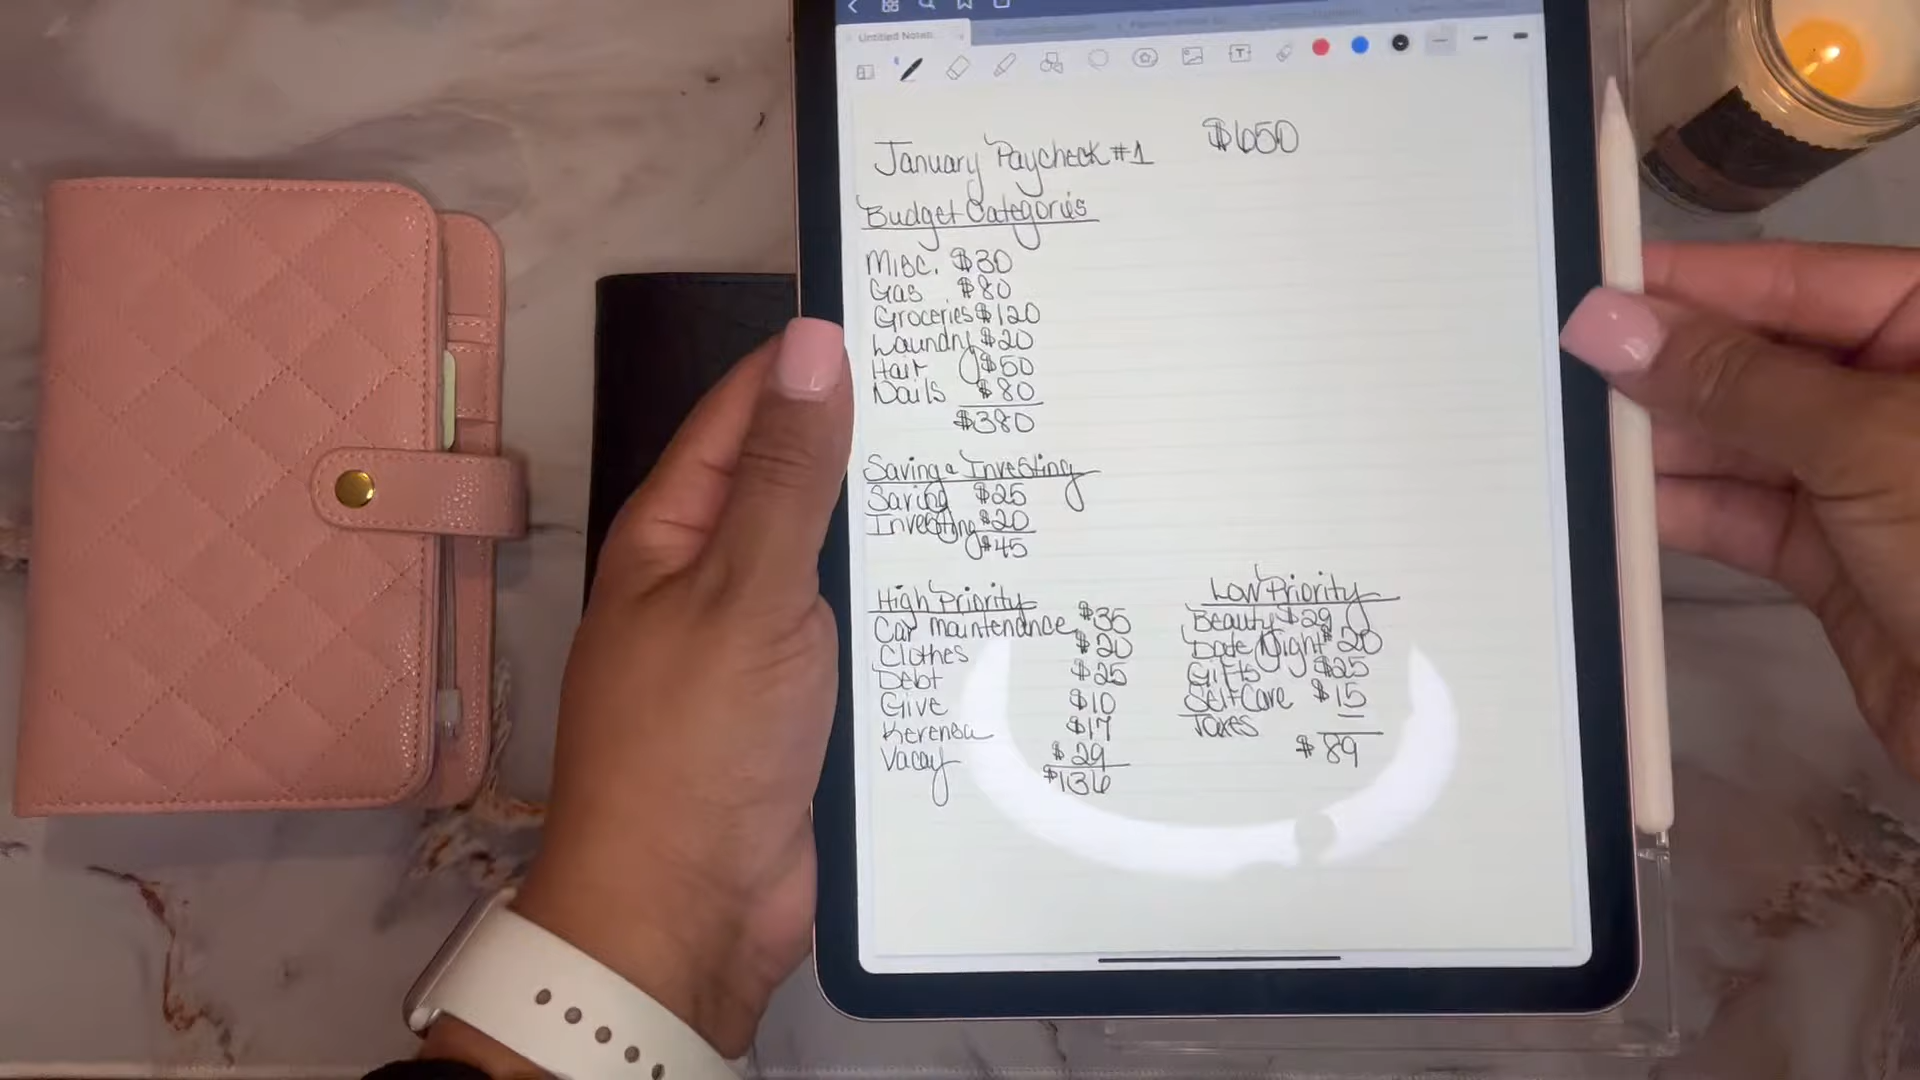 Untitled Notes
January Paycheck #1 $650
Budget Categories
Misc. $30
Gas $80
Groceries $120
Laundry $20
Hair $50
Nails $80
$380
Saving & Investing
Saving $25
Investing $20
$45
High Priority
Car maintenance $35
Clothes $20
Debt $25
Give $10
$17
Vacay $29
$136
Low Priority
Beauty $29
Date Night $20
Gifts $25
Self Care $15
Taxes —
$89